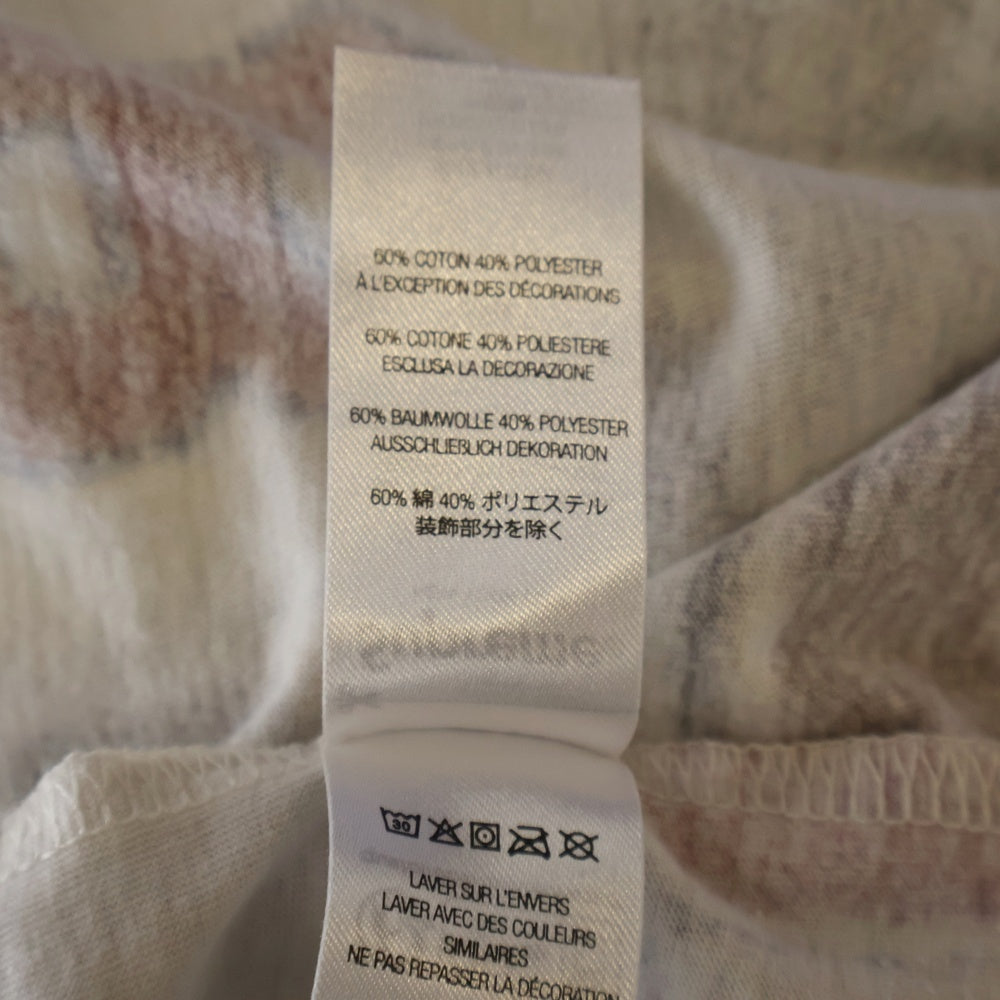 60% COTON 40% POLYESTER
À L'EXCEPTION DES DÉCORATIONS
60% COTONE 40% POLIESTERE
ESCLUSA LA DECORAZIONE
60% BAUMWOLLE 40% POLYESTER
AUSSCHLIEßLICH DEKORATION
60% 綿 40% ポリエステル
装飾部分を除く
30
LAVER SUR L'ENVERS
LAVER AVEC DES COULEURS
SIMILAIRES
NE PAS REPASSER LA DÉCORATION